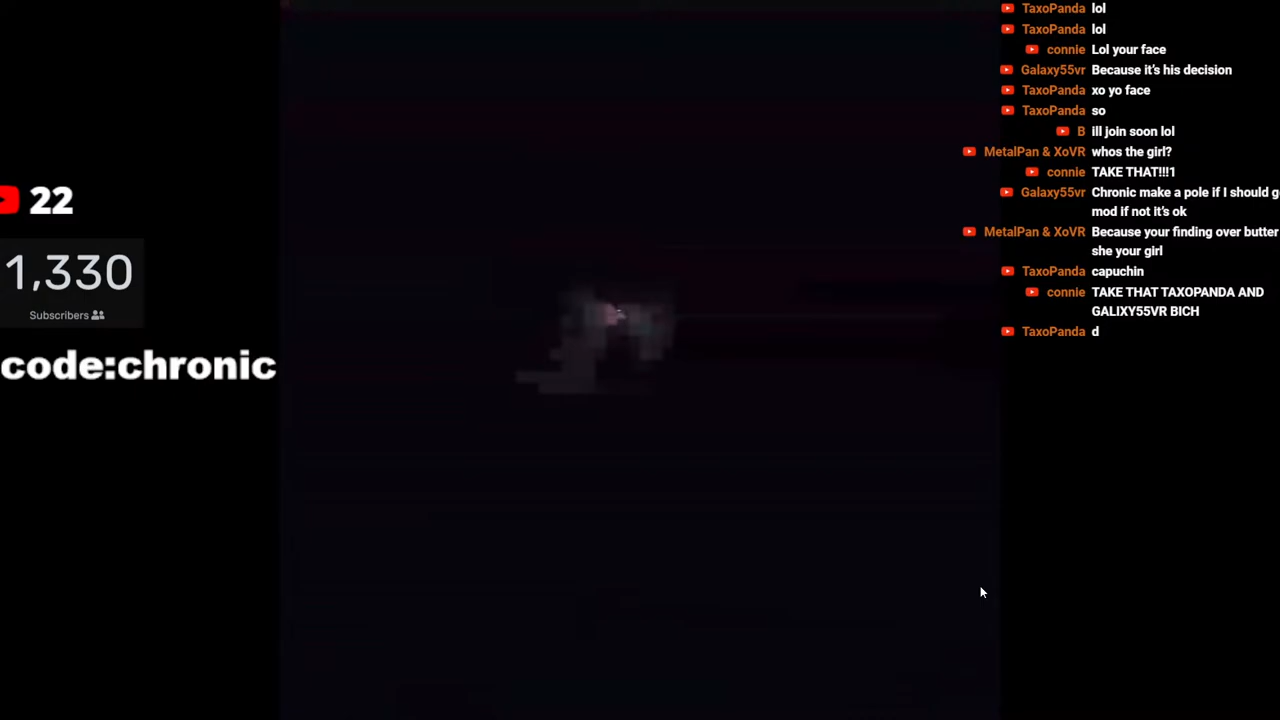 TaxoPanda lol
TaxoPanda lol
connie Lol your face
Galaxy55vr Because it’s his decision
TaxoPanda xo yo face
TaxoPanda so
B ill join soon lol
MetalPan & XoVR whos the girl?
connie TAKE THAT!!!1
Galaxy55vr Chronic make a pole if I should g
mod if not it’s ok
MetalPan & XoVR Because your finding over butter
she your girl
TaxoPanda capuchin
connie TAKE THAT TAXOPANDA AND
GALIXY55VR BICH
TaxoPanda d
22
1,330
Subscribers
code:chronic